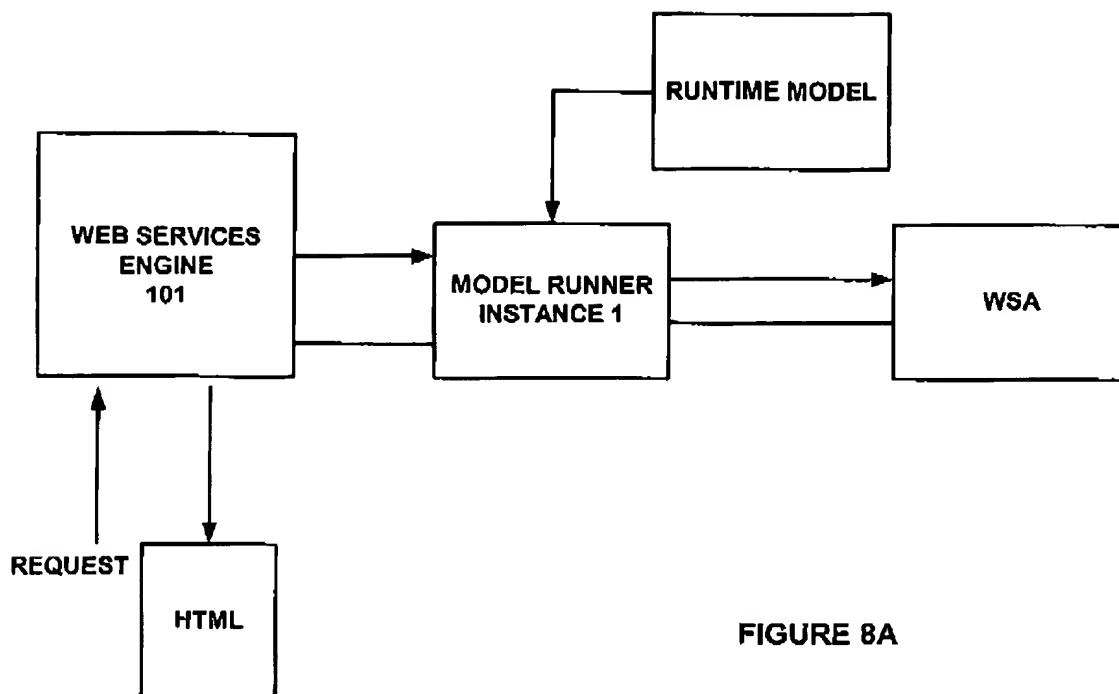 RUNTIME MODEL
WEB SERVICES
ENGINE
101
MODEL RUNNER
INSTANCE 1
WSA
REQUEST
HTML
FIGURE 8A